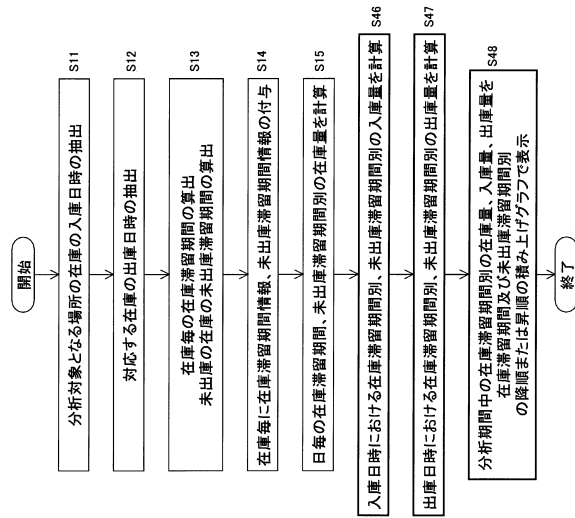 開始
S11
分析対象となる場所の在庫の入庫日時の抽出
S12
対応する在庫の出庫日時の抽出
S13
在庫毎の在庫滞留期間の算出
未出庫の在庫の未出庫滞留期間の算出
S14
在庫毎に在庫滞留期間情報、未出庫滞留期間情報の付与
S15
日毎の在庫滞留期間、未出庫滞留期間別の在庫量を計算
S46
入庫日時における在庫滞留期間別、未出庫滞留期間別の入庫量を計算
S47
出庫日時における在庫滞留期間別、未出庫滞留期間別の出庫量を計算
S48
分析期間中の在庫滞留期間別の在庫量、入庫量、出庫量を
在庫滞留期間及び未出庫滞留期間別
の降順または昇順の積み上げグラフで表示
終了